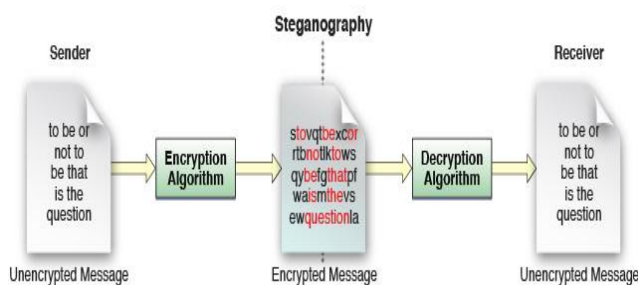 Steganography
Sender
Receiver
to be or
not to
be that
is the
question
Encryption
Algorithm
stovqtbexcor
rtbnotlktows
qybefgthatpf
waismthevs
ewquestionla
Decryption
Algorithm
to be or
not to
be that
is the
question
Unencrypted Message
Encrypted Message
Unencrypted Message